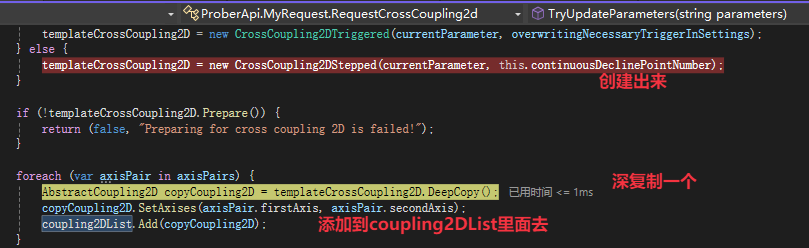 ProberApi.MyRequest.RequestCrossCoupling2d TryUpdateParameters(string parameters)
templateCrossCoupling2D = new CrossCoupling2DTriggered(currentParameter, overwritingNecessaryTriggerInSettings);
} else {
templateCrossCoupling2D = new CrossCoupling2DStepped(currentParameter, this.continuousDeclinePointNumber);
} 创建出来
if (!templateCrossCoupling2D.Prepare()) {
return (false, "Preparing for cross coupling 2D is failed!");
}
foreach (var axisPair in axisPairs) {
AbstractCoupling2D copyCoupling2D = templateCrossCoupling2D.DeepCopy(); 已用时间 <= 1ms 深复制一个
copyCoupling2D.SetAxises(axisPair.firstAxis, axisPair.secondAxis);
coupling2DList.Add(copyCoupling2D); 添加到coupling2DList里面去
}